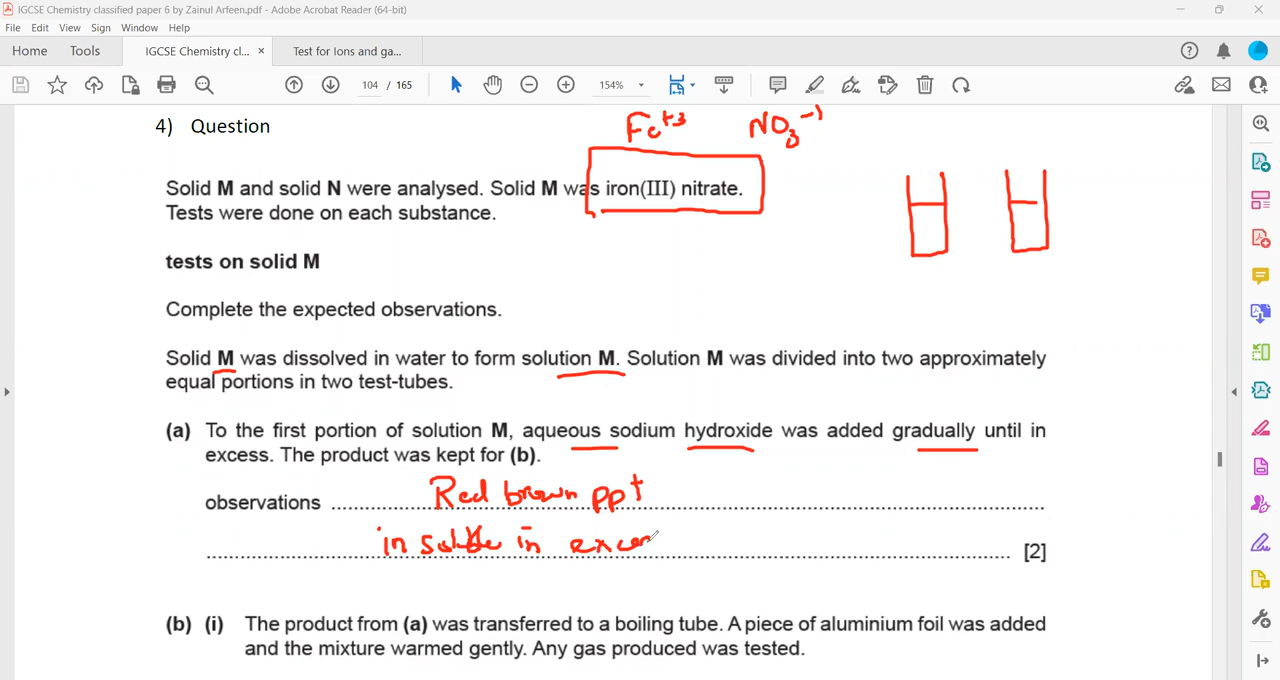 IGCSE Chemistry classified paper 6 by Zainul Arfeen.pdf - Adobe Acrobat Reader (64-bit)
File Edit View Sign Window Help
Home Tools IGCSE Chemistry cl... × Test for Ions and ga...
104 / 165 154%
4) Question
Fe+3 NO3-1
Solid M and solid N were analysed. Solid M was iron(III) nitrate.
Tests were done on each substance.
tests on solid M
Complete the expected observations.
Solid M was dissolved in water to form solution M. Solution M was divided into two approximately
equal portions in two test-tubes.
(a) To the first portion of solution M, aqueous sodium hydroxide was added gradually until in
excess. The product was kept for (b).
observations Red brown ppt
in soluble in exces [2]
(b) (i) The product from (a) was transferred to a boiling tube. A piece of aluminium foil was added
and the mixture warmed gently. Any gas produced was tested.